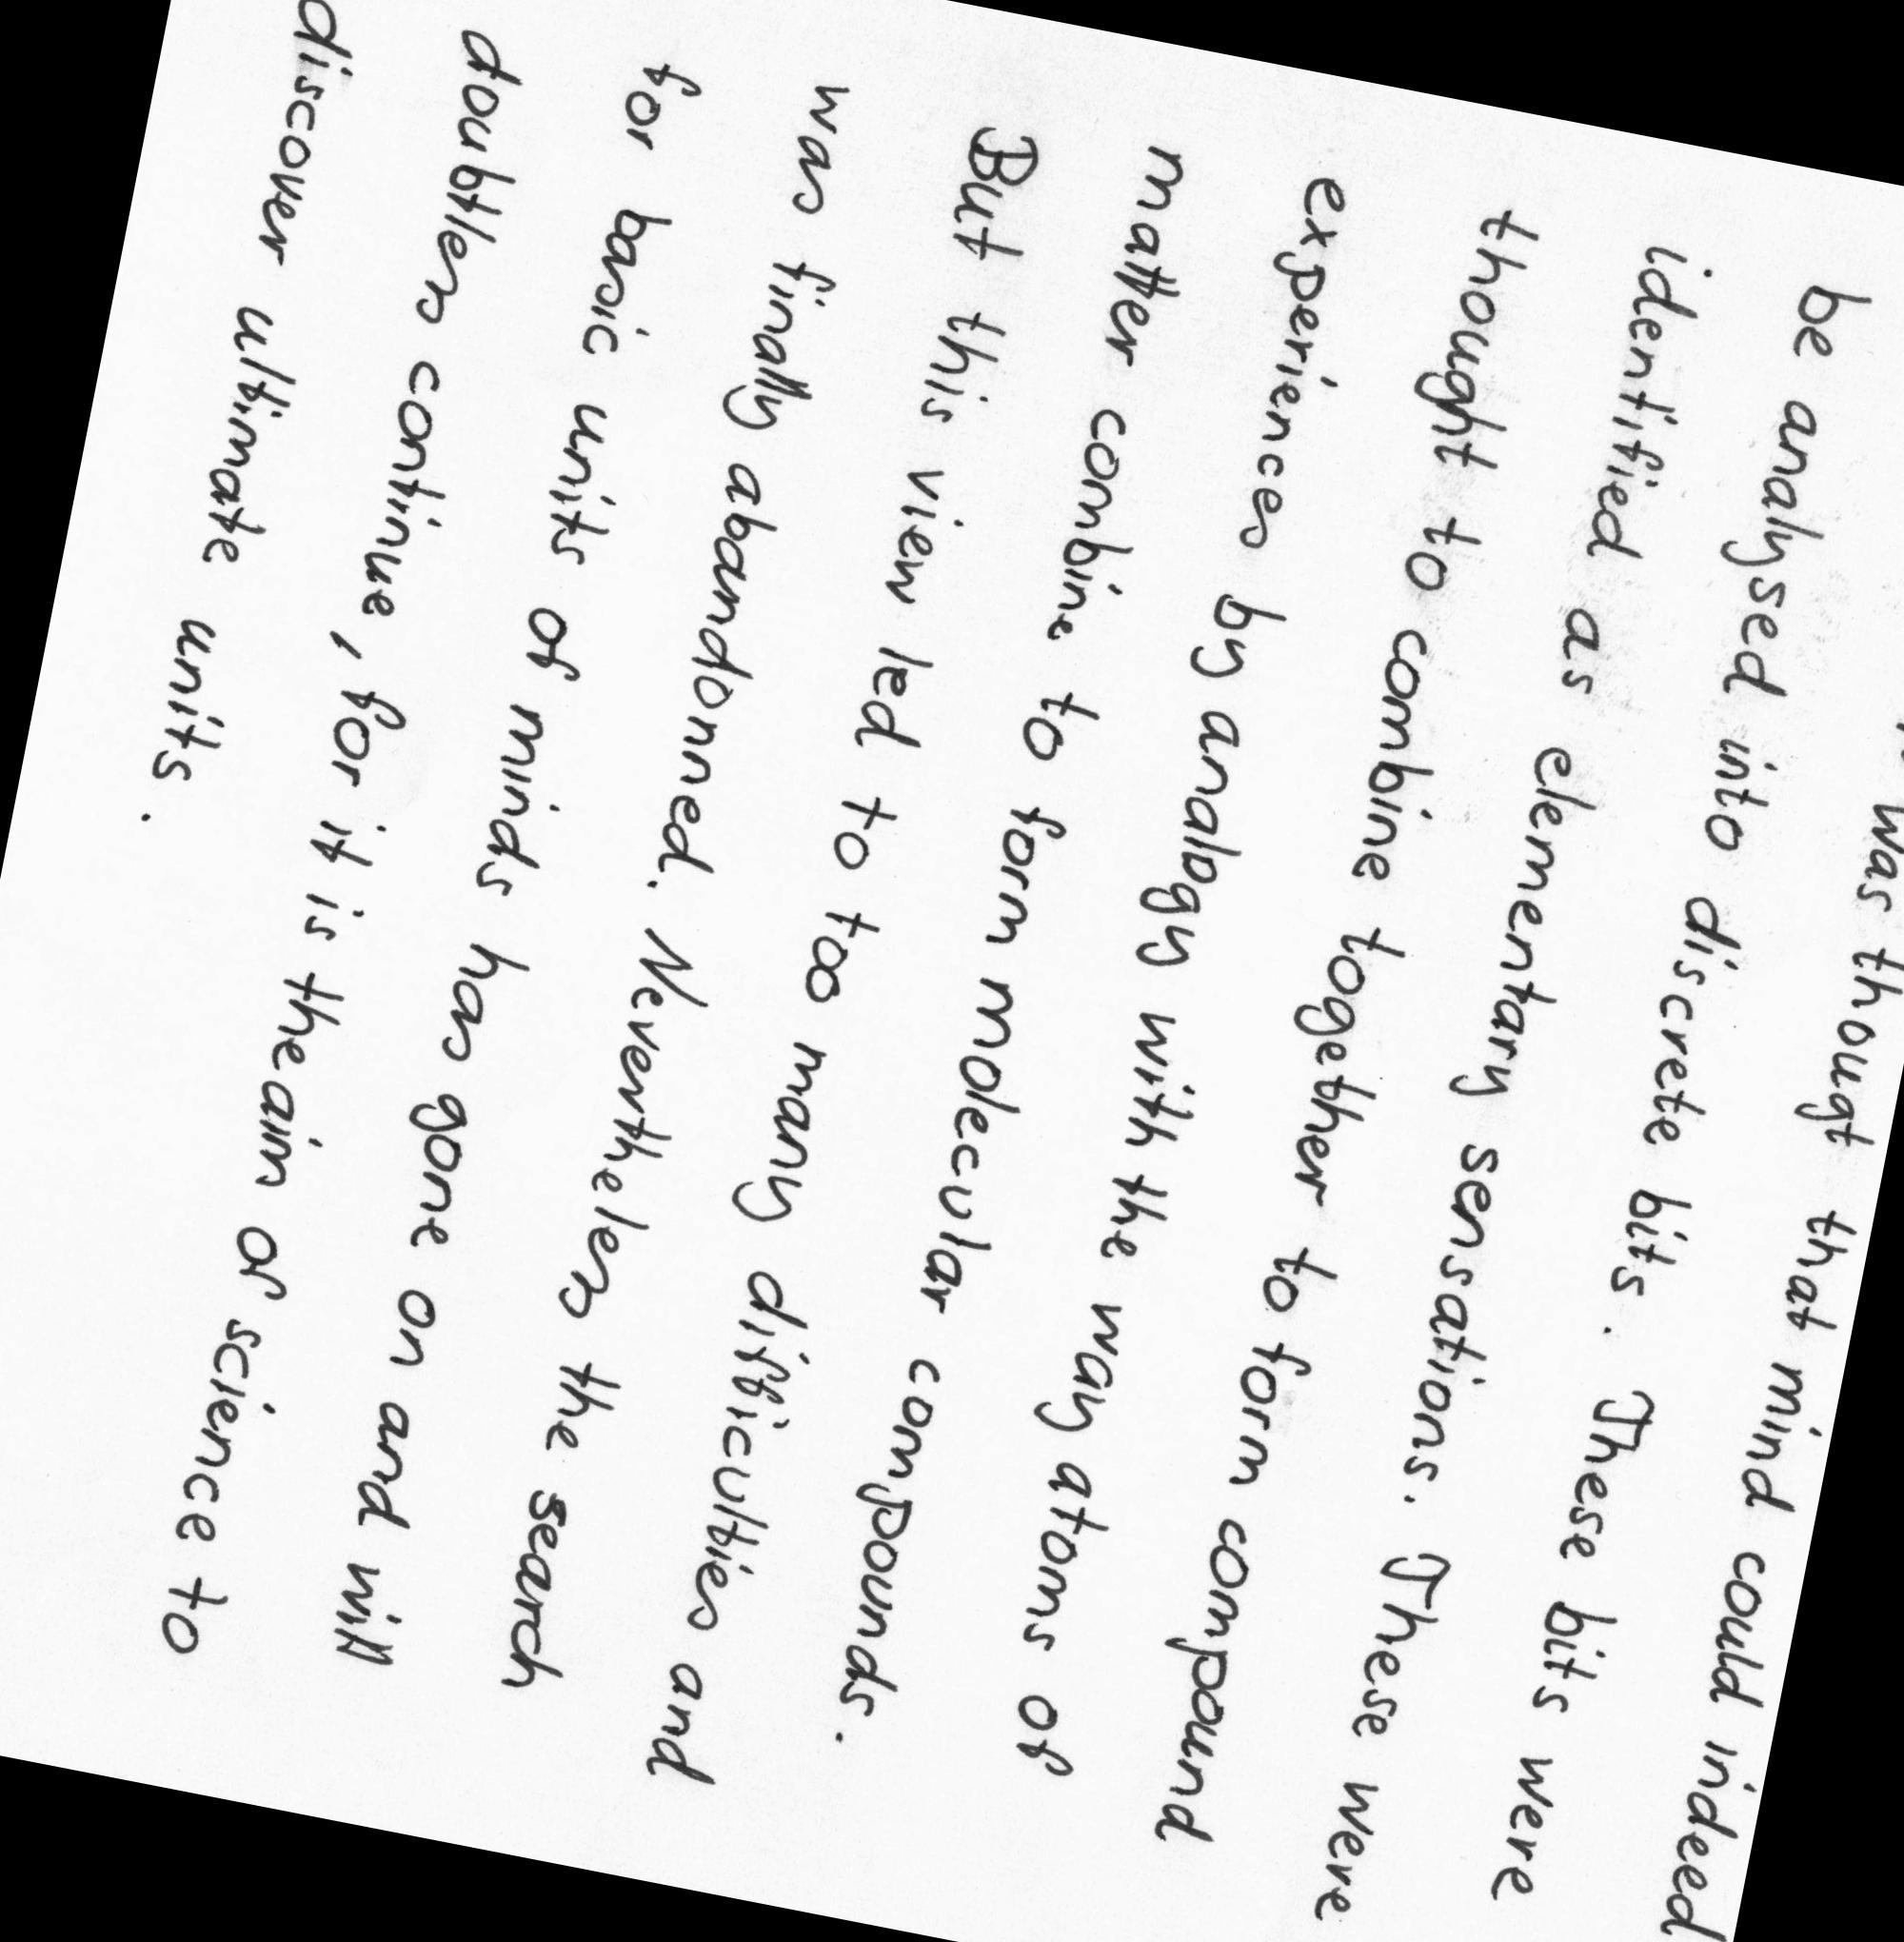 was thougt that mind could indeed
be analysed into discrete bits. These bits were
identified as elementary sensations. These were
thought to combine together to form compound
experiences by analogy with the way atoms of
matter combine to form molecular compounds.
But this view led to too many difficulties and
was finally abandonned. Nevertheless the search
for basic units of minds has gone on and will
doubtless continue, for it is the aim of science to
discover ultimate units.